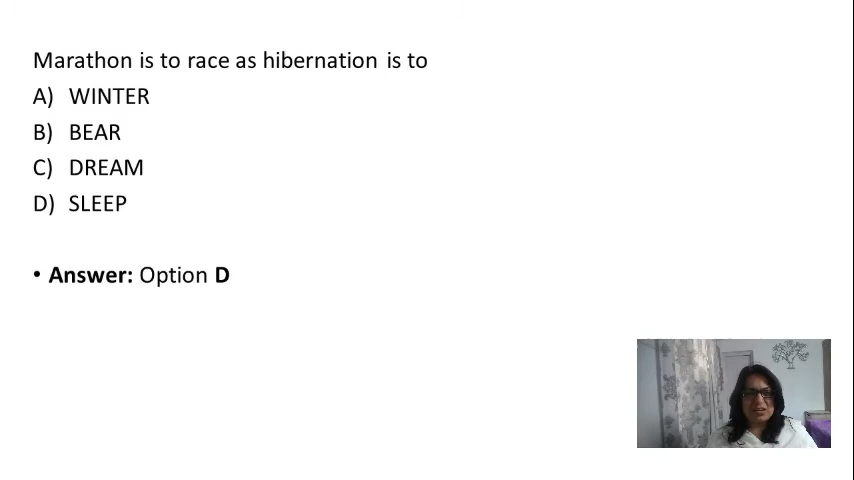 Marathon is to race as hibernation is to
A) WINTER
B) BEAR
C) DREAM
D) SLEEP
• Answer: Option D